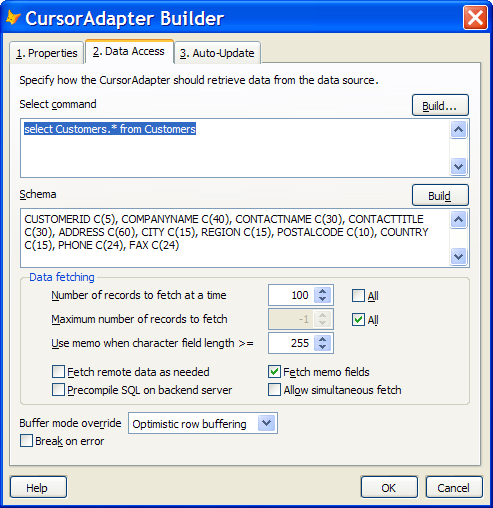 CursorAdapter Builder
1. Properties 2. Data Access 3. Auto-Update
Specify how the CursorAdapter should retrieve data from the data source.
Select command
Build...
select Customers.* from Customers
Schema
Build
CUSTOMERID C(5), COMPANYNAME C(40), CONTACTNAME C(30), CONTACTTITLE
C(30), ADDRESS C(60), CITY C(15), REGION C(15), POSTALCODE C(10), COUNTRY
C(15), PHONE C(24), FAX C(24)
Data fetching
Number of records to fetch at a time 100 All
Maximum number of records to fetch -1 All
Use memo when character field length >= 255
Fetch remote data as needed Fetch memo fields
Precompile SQL on backend server Allow simultaneous fetch
Buffer mode override Optimistic row buffering
Break on error
Help OK Cancel